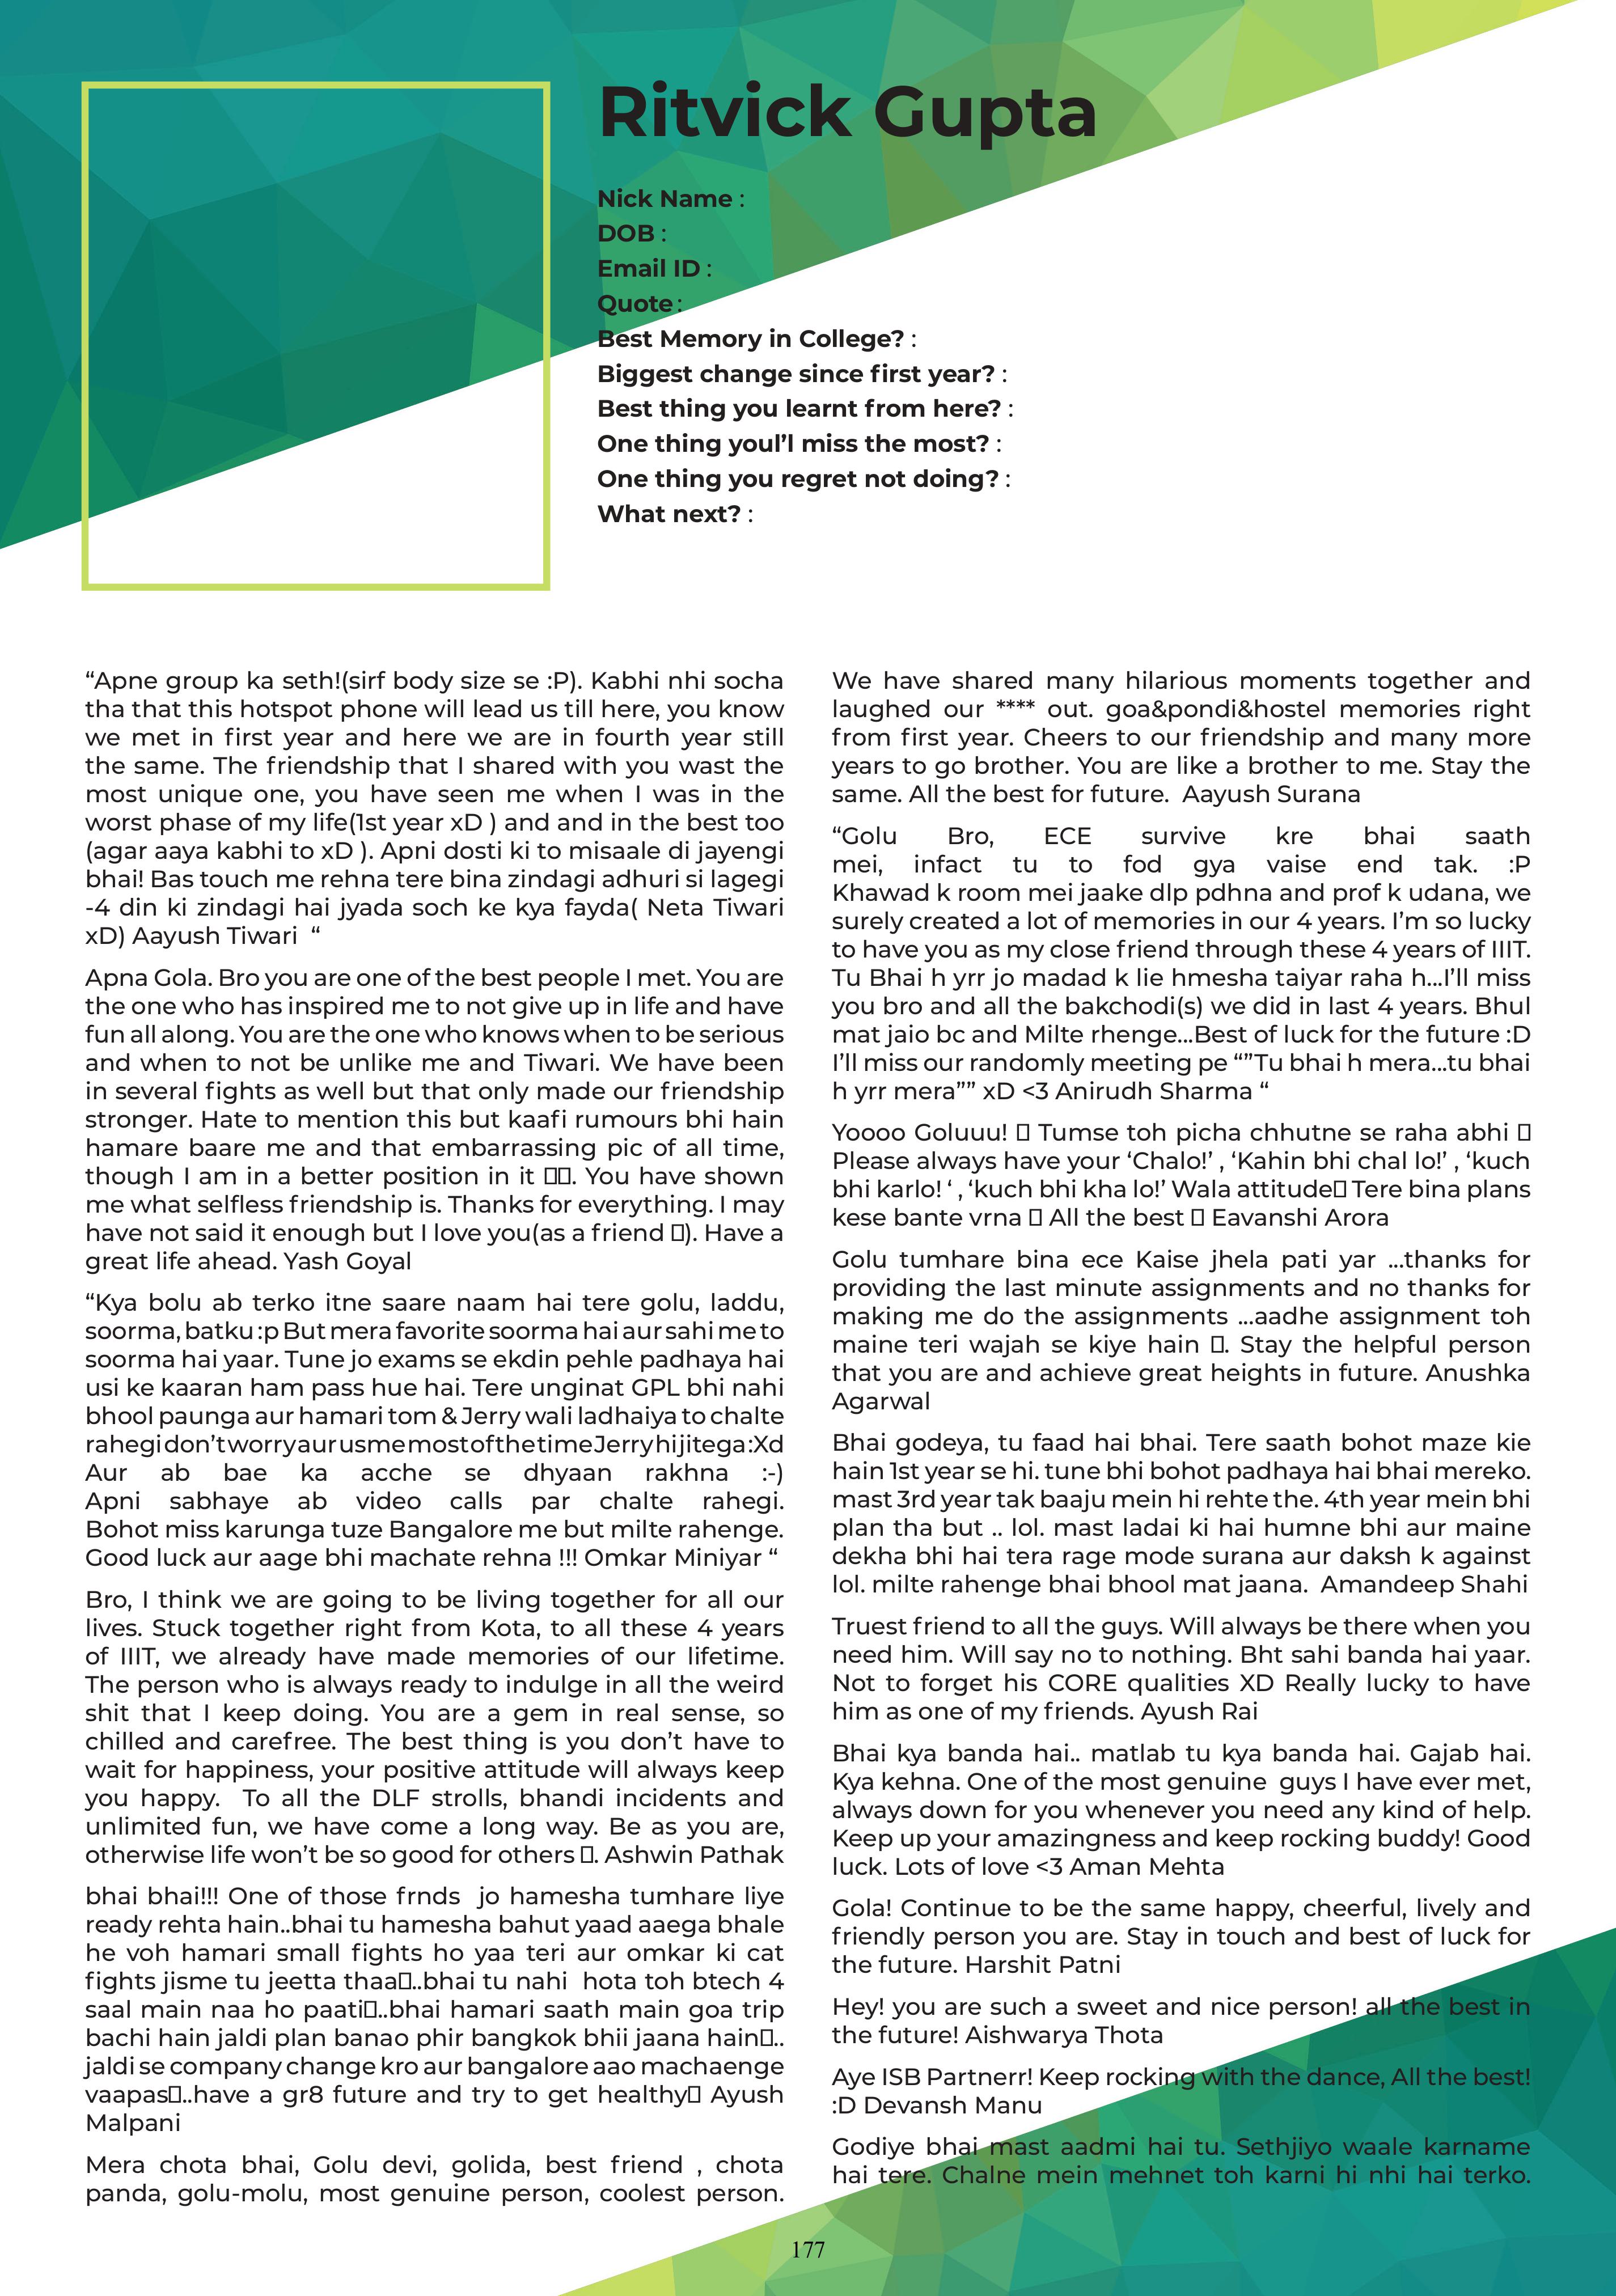 Ritvick Gupta
Nick Name :
DOB :
Email ID :
Quote :
Best Memory in College? :
Biggest change since first year? :
Best thing you learnt from here? :
One thing youl’l miss the most? :
One thing you regret not doing? :
What next? :
“Apne group ka seth!(sirf body size se :P). Kabhi nhi socha
tha that this hotspot phone will lead us till here, you know
we met in first year and here we are in fourth year still
the same. The friendship that I shared with you wast the
most unique one, you have seen me when I was in the
worst phase of my life(1st year xD ) and and in the best too
(agar aaya kabhi to xD ). Apni dosti ki to misaale di jayengi
bhai! Bas touch me rehna tere bina zindagi adhuri si lagegi
-4 din ki zindagi hai jyada soch ke kya fayda( Neta Tiwari
xD) Aayush Tiwari “
Apna Gola. Bro you are one of the best people I met. You are
the one who has inspired me to not give up in life and have
fun all along. You are the one who knows when to be serious
and when to not be unlike me and Tiwari. We have been
in several fights as well but that only made our friendship
stronger. Hate to mention this but kaafi rumours bhi hain
hamare baare me and that embarrassing pic of all time,
though I am in a better position in it . You have shown
me what selfless friendship is. Thanks for everything. I may
have not said it enough but I love you(as a friend ). Have a
great life ahead. Yash Goyal
“Kya bolu ab terko itne saare naam hai tere golu, laddu,
soorma, batku :p But mera favorite soorma hai aur sahi me to
soorma hai yaar. Tune jo exams se ekdin pehle padhaya hai
usi ke kaaran ham pass hue hai. Tere unginat GPL bhi nahi
bhool paunga aur hamari tom & Jerry wali ladhaiya to chalte
rahegi don’t worry aur usme most of the time Jerry hi jitega :Xd
Aur ab bae ka acche se dhyaan rakhna :-)
Apni sabhaye ab video calls par chalte rahegi.
Bohot miss karunga tuze Bangalore me but milte rahenge.
Good luck aur aage bhi machate rehna !!! Omkar Miniyar “
Bro, I think we are going to be living together for all our
lives. Stuck together right from Kota, to all these 4 years
of IIIT, we already have made memories of our lifetime.
The person who is always ready to indulge in all the weird
shit that I keep doing. You are a gem in real sense, so
chilled and carefree. The best thing is you don’t have to
wait for happiness, your positive attitude will always keep
you happy. To all the DLF strolls, bhandi incidents and
unlimited fun, we have come a long way. Be as you are,
otherwise life won’t be so good for others . Ashwin Pathak
bhai bhai!!! One of those frnds jo hamesha tumhare liye
ready rehta hain..bhai tu hamesha bahut yaad aaega bhale
he voh hamari small fights ho yaa teri aur omkar ki cat
fights jisme tu jeetta thaa..bhai tu nahi hota toh btech 4
saal main naa ho paati..bhai hamari saath main goa trip
bachi hain jaldi plan banao phir bangkok bhii jaana hain..
jaldi se company change kro aur bangalore aao machaenge
vaapas..have a gr8 future and try to get healthy Ayush
Malpani
Mera chota bhai, Golu devi, golida, best friend , chota
panda, golu-molu, most genuine person, coolest person.
We have shared many hilarious moments together and
laughed our **** out. goa&pondi&hostel memories right
from first year. Cheers to our friendship and many more
years to go brother. You are like a brother to me. Stay the
same. All the best for future. Aayush Surana
“Golu Bro, ECE survive kre bhai saath
mei, infact tu to fod gya vaise end tak. :P
Khawad k room mei jaake dlp pdhna and prof k udana, we
surely created a lot of memories in our 4 years. I’m so lucky
to have you as my close friend through these 4 years of IIIT.
Tu Bhai h yrr jo madad k lie hmesha taiyar raha h...I’ll miss
you bro and all the bakchodi(s) we did in last 4 years. Bhul
mat jaio bc and Milte rhenge...Best of luck for the future :D
I’ll miss our randomly meeting pe “”Tu bhai h mera...tu bhai
h yrr mera”” xD <3 Anirudh Sharma “
Yoooo Goluuu!  Tumse toh picha chhutne se raha abhi
Please always have your ‘Chalo!’ , ‘Kahin bhi chal lo!’ , ‘kuch
bhi karlo! ‘ , ‘kuch bhi kha lo!’ Wala attitude Tere bina plans
kese bante vrna  All the best  Eavanshi Arora
Golu tumhare bina ece Kaise jhela pati yar ...thanks for
providing the last minute assignments and no thanks for
making me do the assignments ...aadhe assignment toh
maine teri wajah se kiye hain . Stay the helpful person
that you are and achieve great heights in future. Anushka
Agarwal
Bhai godeya, tu faad hai bhai. Tere saath bohot maze kie
hain 1st year se hi. tune bhi bohot padhaya hai bhai mereko.
mast 3rd year tak baaju mein hi rehte the. 4th year mein bhi
plan tha but .. lol. mast ladai ki hai humne bhi aur maine
dekha bhi hai tera rage mode surana aur daksh k against
lol. milte rahenge bhai bhool mat jaana. Amandeep Shahi
Truest friend to all the guys. Will always be there when you
need him. Will say no to nothing. Bht sahi banda hai yaar.
Not to forget his CORE qualities XD Really lucky to have
him as one of my friends. Ayush Rai
Bhai kya banda hai.. matlab tu kya banda hai. Gajab hai.
Kya kehna. One of the most genuine guys I have ever met,
always down for you whenever you need any kind of help.
Keep up your amazingness and keep rocking buddy! Good
luck. Lots of love <3 Aman Mehta
Gola! Continue to be the same happy, cheerful, lively and
friendly person you are. Stay in touch and best of luck for
the future. Harshit Patni
Hey! you are such a sweet and nice person! all the best in
the future! Aishwarya Thota
Aye ISB Partnerr! Keep rocking with the dance, All the best!
:D Devansh Manu
Godiye bhai mast aadmi hai tu. Sethjiyo waale karname
hai tere. Chalne mein mehnet toh karni hi nhi hai terko.
177